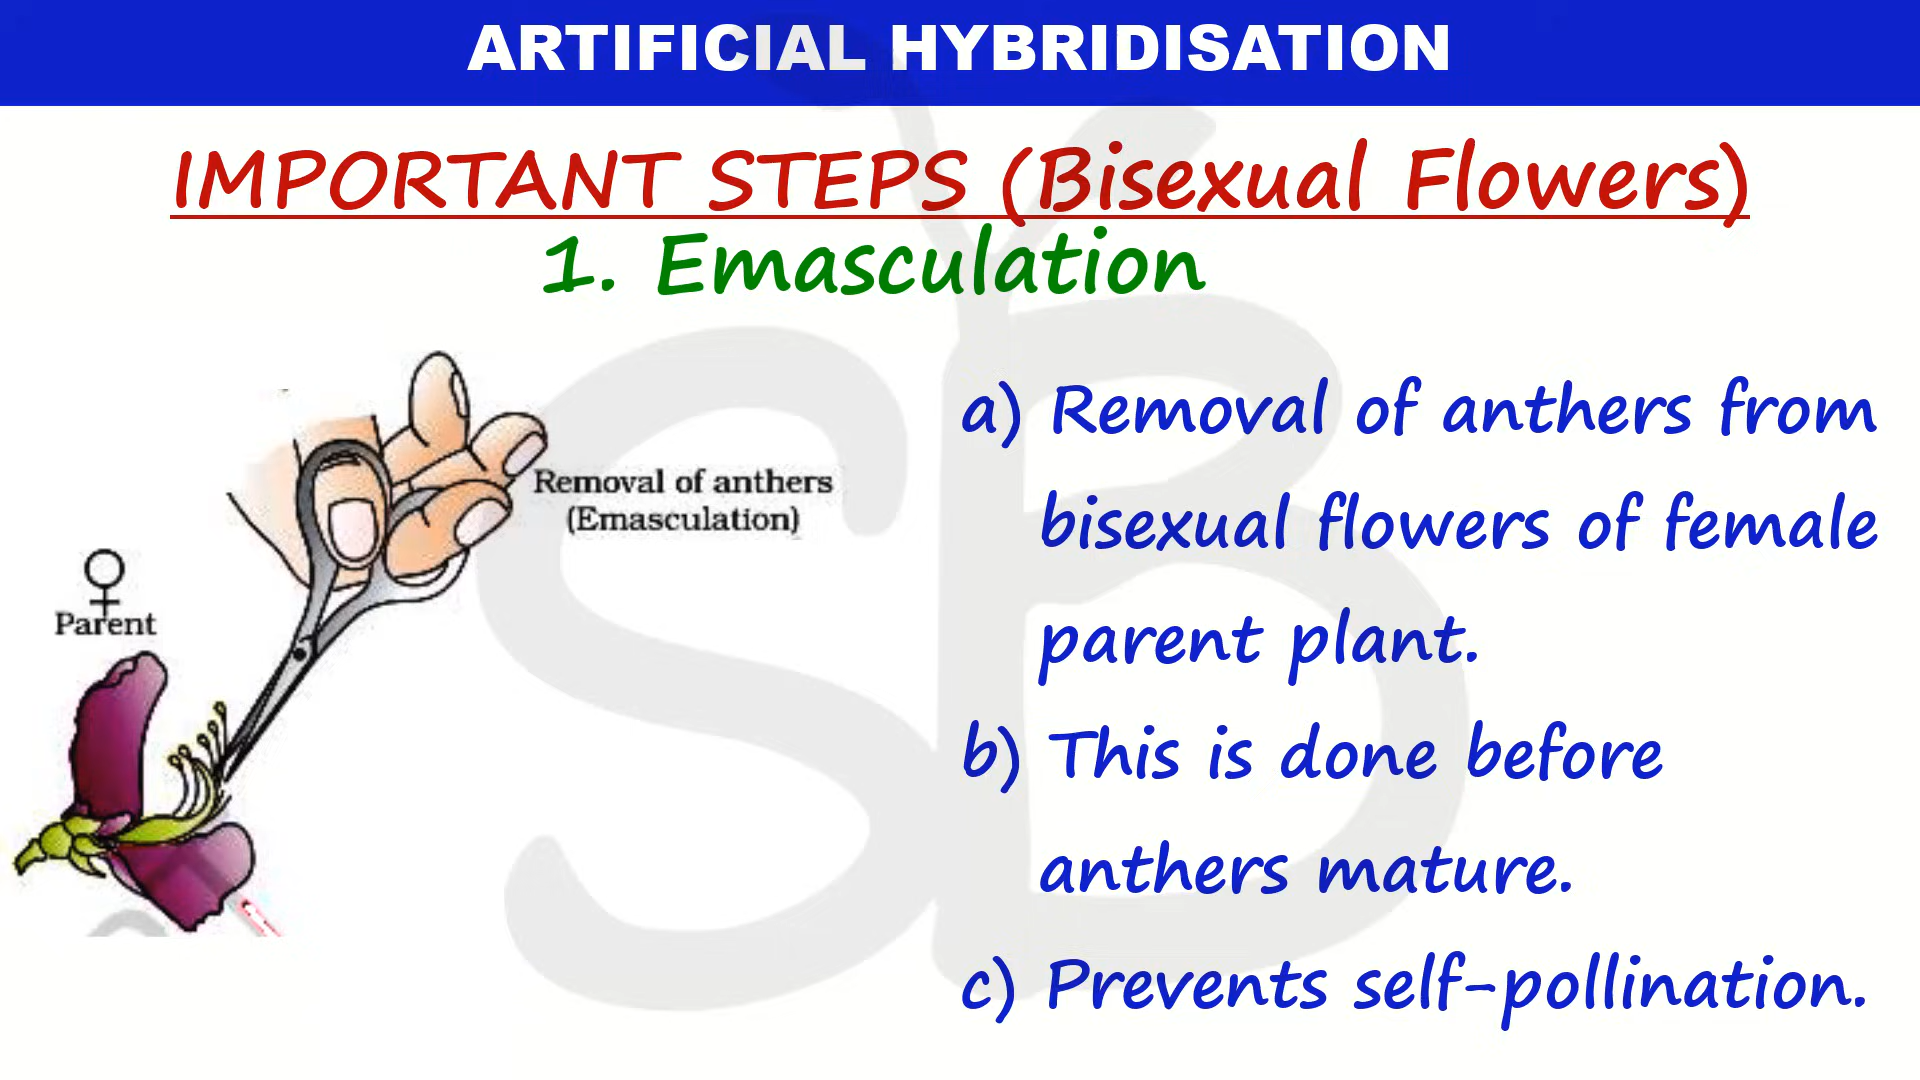 ARTIFICIAL HYBRIDISATION
IMPORTANT STEPS (Bisexual Flowers)
1. Emasculation
Removal of anthers
(Emasculation)
♀
Parent
a) Removal of anthers from
bisexual flowers of female
parent plant.
b) This is done before
anthers mature.
c) Prevents self-pollination.
SB